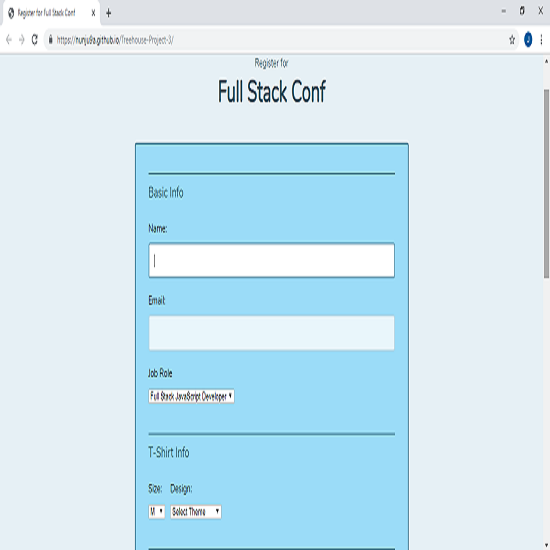 Register for Full Stack Conf
https://nunju9a.github.io/Treehouse-Project-3/
Register for
Full Stack Conf
Basic Info
Name:
Email:
Job Role
Full Stack JavaScript Developer
T-Shirt Info
Size: Design:
M Select Theme